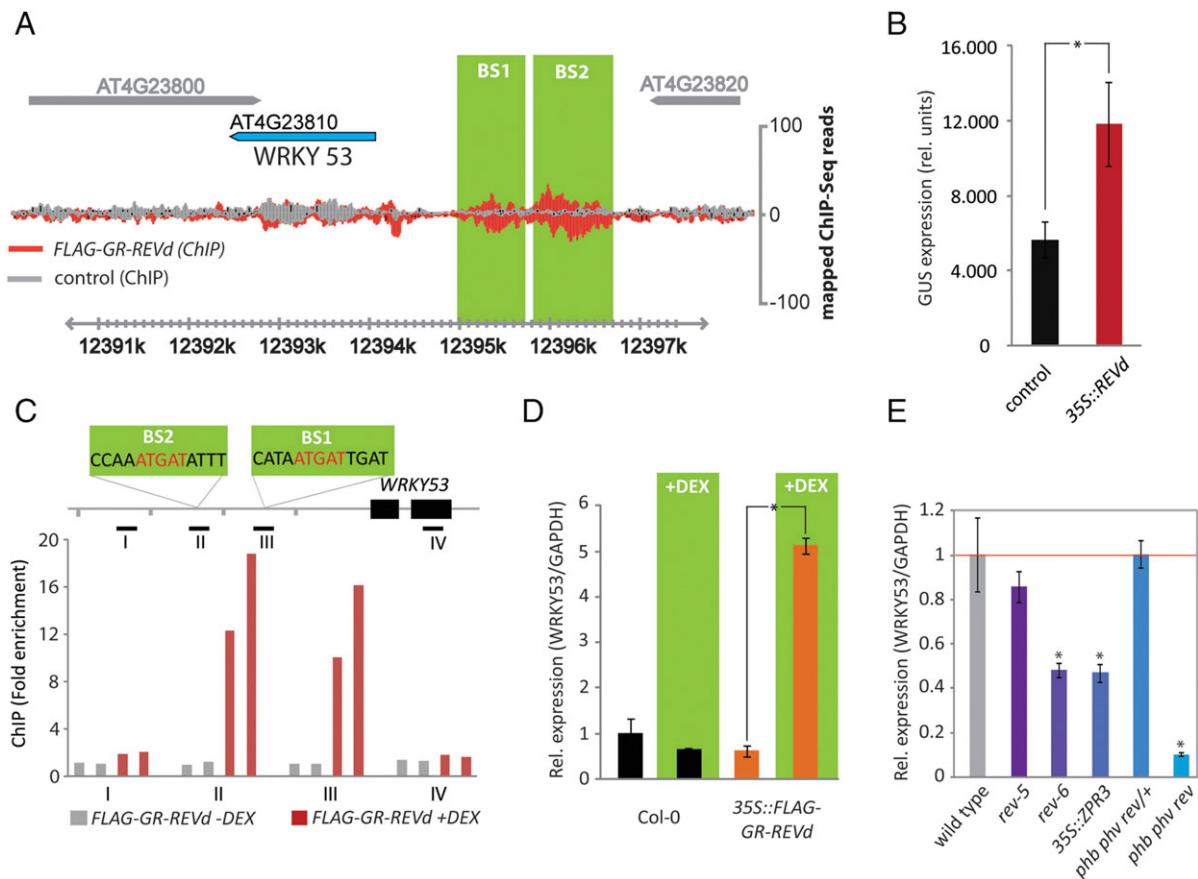 A
AT4G23800
AT4G23810
WRKY 53
BS1
BS2
AT4G23820
100
0
-100
mapped ChIP-Seq reads
FLAG-GR-REVd (ChIP)
control (ChIP)
12391k 12392k 12393k 12394k 12395k 12396k 12397k
B
GUS expression (rel. units)
16.000
12.000
8.000
4.000
0
*
control
35S::REVd
C
BS2
CCAAATGATATTT
BS1
CATAATGATTGAT
WRKY53
I II III IV
ChIP (Fold enrichment)
20
16
12
8
4
0
I II III IV
FLAG-GR-REVd -DEX
FLAG-GR-REVd +DEX
D
Rel. expression (WRKY53/GAPDH)
6
5
4
3
2
1
0
+DEX
+DEX
*
Col-0
35S::FLAG-
GR-REVd
E
Rel. expression (WRKY53/GAPDH)
1.2
1
0.8
0.6
0.4
0.2
0
* * *
wild type
rev-5
rev-6
35S::ZPR3
phb phv rev/+
phb phv rev